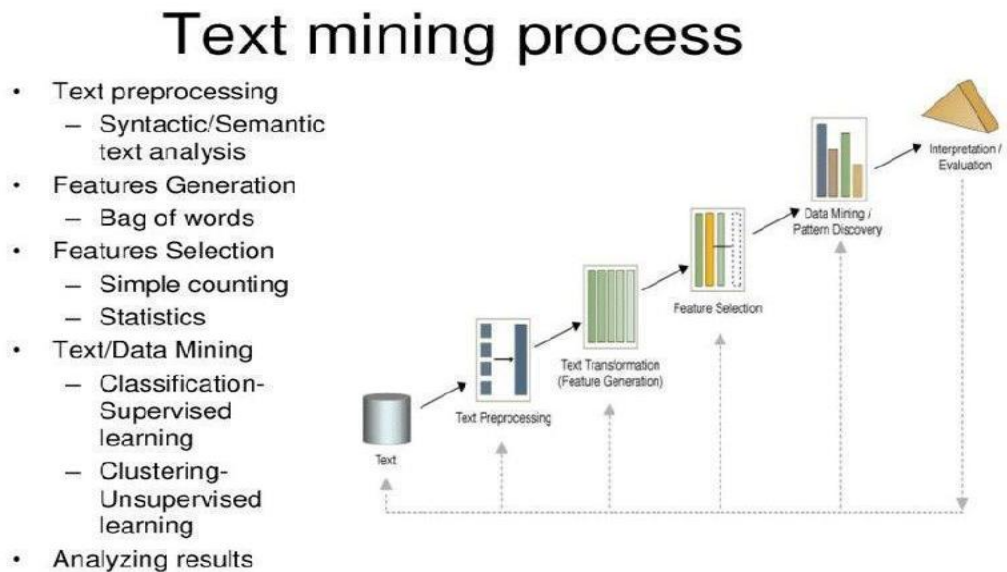 Text mining process
• Text preprocessing
– Syntactic/Semantic
text analysis
• Features Generation
– Bag of words
• Features Selection
– Simple counting
– Statistics
• Text/Data Mining
– Classification-
Supervised
learning
– Clustering-
Unsupervised
learning
• Analyzing results
Text
Text Preprocessing
Text Transformation
(Feature Generation)
Feature Selection
Data Mining /
Pattern Discovery
Interpretation /
Evaluation